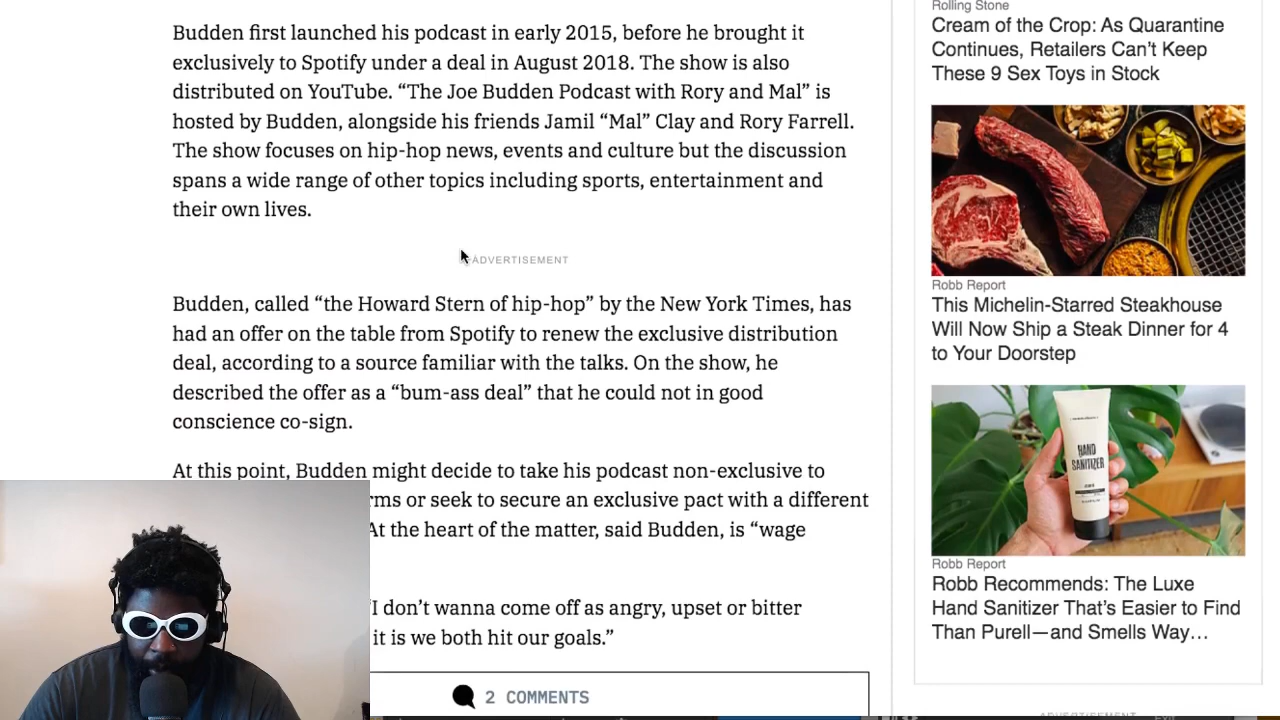 Budden first launched his podcast in early 2015, before he brought it
exclusively to Spotify under a deal in August 2018. The show is also
distributed on YouTube. “The Joe Budden Podcast with Rory and Mal” is
hosted by Budden, alongside his friends Jamil “Mal” Clay and Rory Farrell.
The show focuses on hip-hop news, events and culture but the discussion
spans a wide range of other topics including sports, entertainment and
their own lives.
ADVERTISEMENT
Budden, called “the Howard Stern of hip-hop” by the New York Times, has
had an offer on the table from Spotify to renew the exclusive distribution
deal, according to a source familiar with the talks. On the show, he
described the offer as a “bum-ass deal” that he could not in good
conscience co-sign.
At this point, Budden might decide to take his podcast non-exclusive to
rms or seek to secure an exclusive pact with a different
At the heart of the matter, said Budden, is “wage
“I don’t wanna come off as angry, upset or bitter
it is we both hit our goals.”
2 COMMENTS
Rolling Stone
Cream of the Crop: As Quarantine
Continues, Retailers Can’t Keep
These 9 Sex Toys in Stock
Robb Report
This Michelin-Starred Steakhouse
Will Now Ship a Steak Dinner for 4
to Your Doorstep
HAND
SANITIZER
Robb Report
Robb Recommends: The Luxe
Hand Sanitizer That’s Easier to Find
Than Purell—and Smells Way…